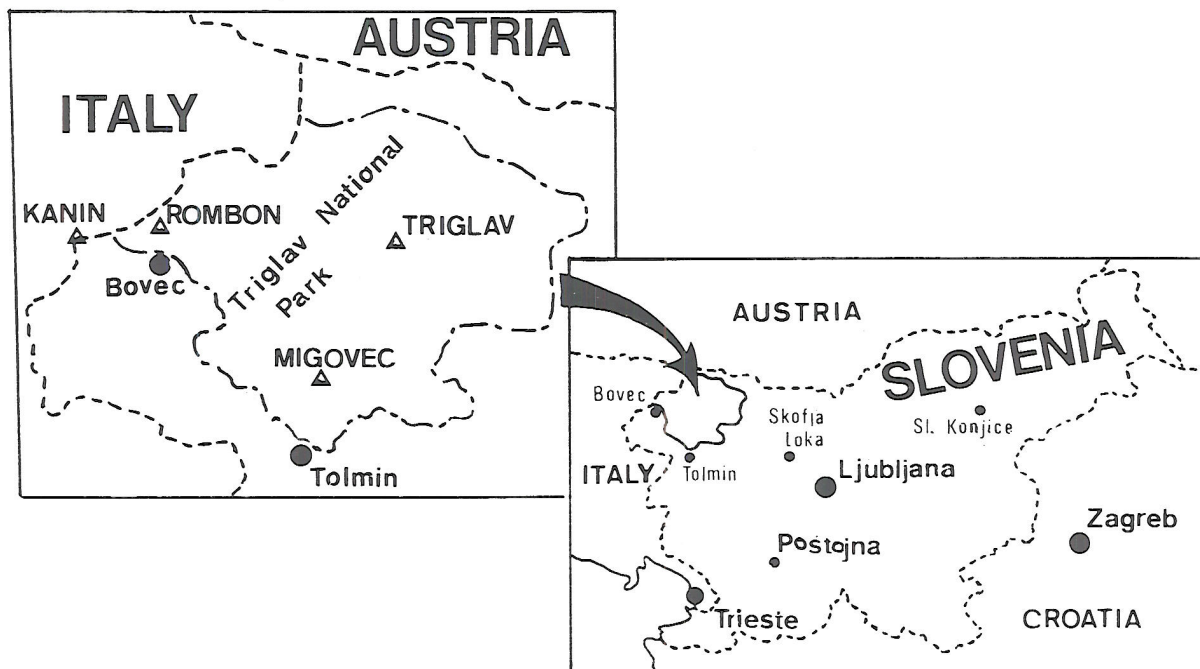 AUSTRIA
ITALY
Triglav National
Park
KANIN
ROMBON
TRIGLAV
Bovec
MIGOVEC
Tolmin
AUSTRIA
SLOVENIA
Bovec
Skofja
Loka
Sl. Konjice
ITALY
Tolmin
Ljubljana
Zagreb
Postojna
Trieste
CROATIA